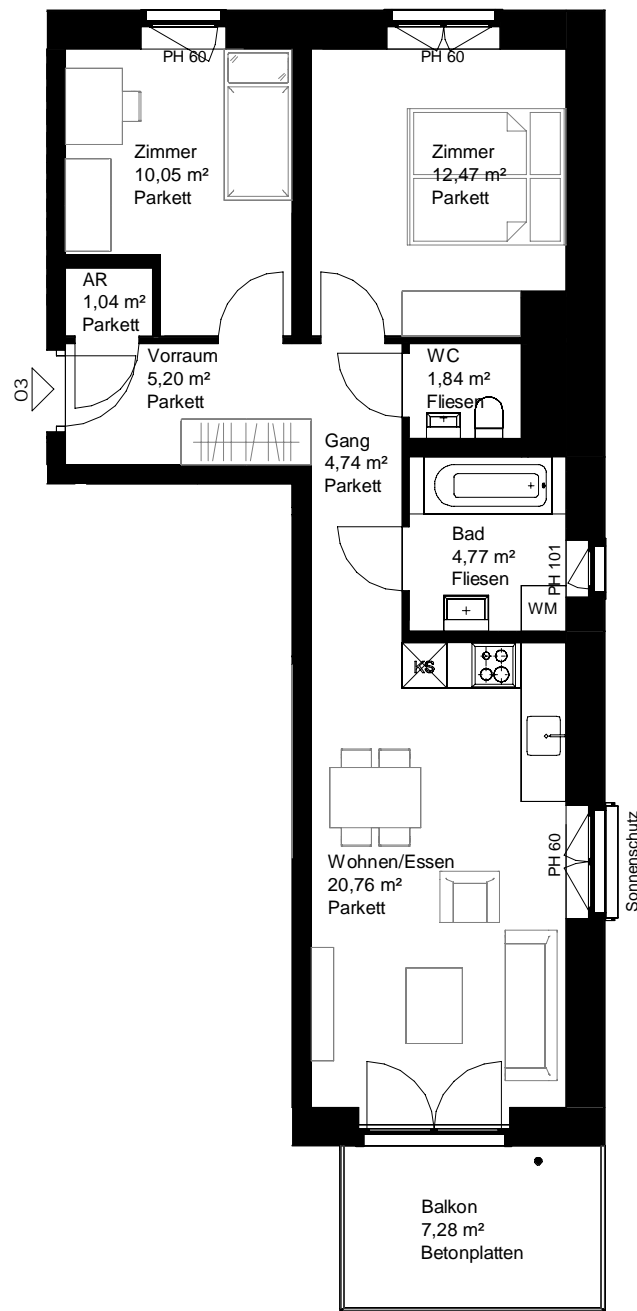 PH 60
PH 60
Zimmer
10,05 m²
Parkett
Zimmer
12,47 m²
Parkett
AR
1,04 m²
Parkett
O3
Vorraum
5,20 m²
Parkett
WC
1,84 m²
Fliesen
Gang
4,74 m²
Parkett
Bad
4,77 m²
Fliesen
PH 101
WM
KS
PH 60
Sonnenschutz
Wohnen/Essen
20,76 m²
Parkett
Balkon
7,28 m²
Betonplatten